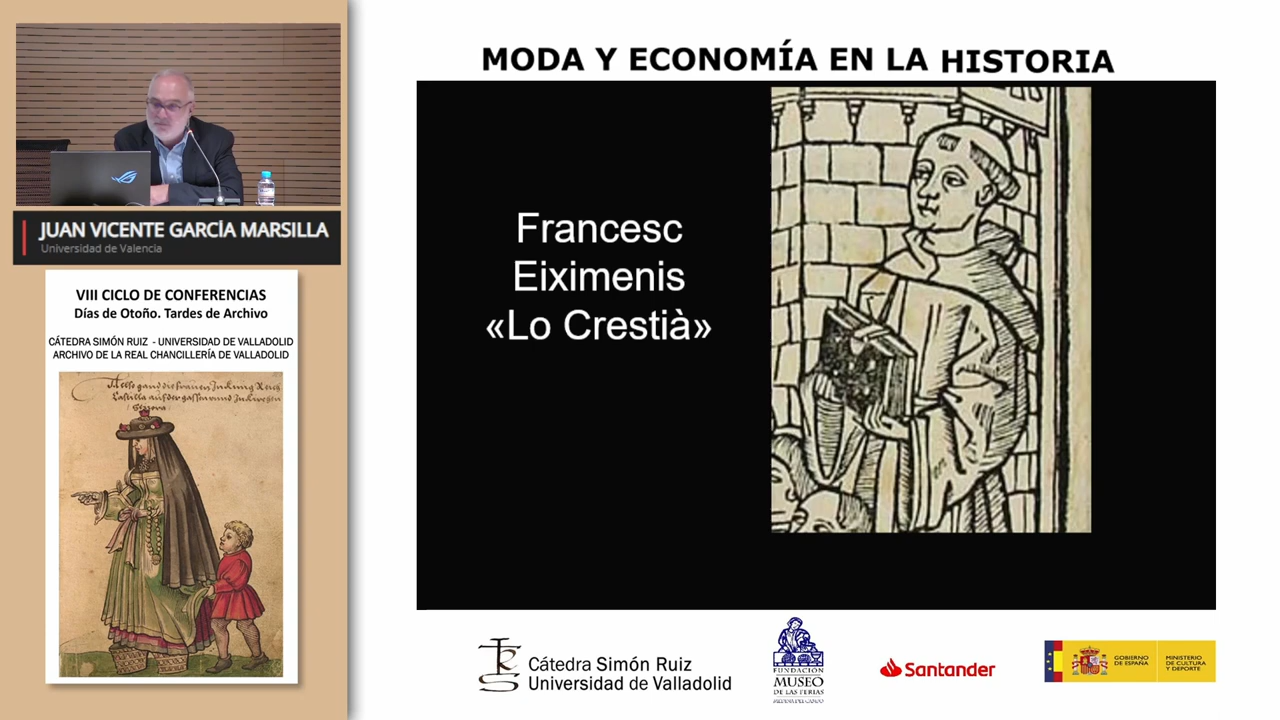 MODA Y ECONOMÍA EN LA HISTORIA
JUAN VICENTE GARCÍA MARSILLA
Universidad de Valencia
VIII CICLO DE CONFERENCIAS
Días de Otoño. Tardes de Archivo
CÁTEDRA SIMÓN RUIZ - UNIVERSIDAD DE VALLADOLID
ARCHIVO DE LA REAL CHANCILLERÍA DE VALLADOLID
Francesc
Eiximenis
«Lo Crestià»
Cátedra Simón Ruiz
Universidad de Valladolid
FUNDACIÓN
MUSEO
DE LAS FERIAS
MEDINA DEL CAMPO
Santander
GOBIERNO
DE ESPAÑA
MINISTERIO
DE CULTURA
Y DEPORTE